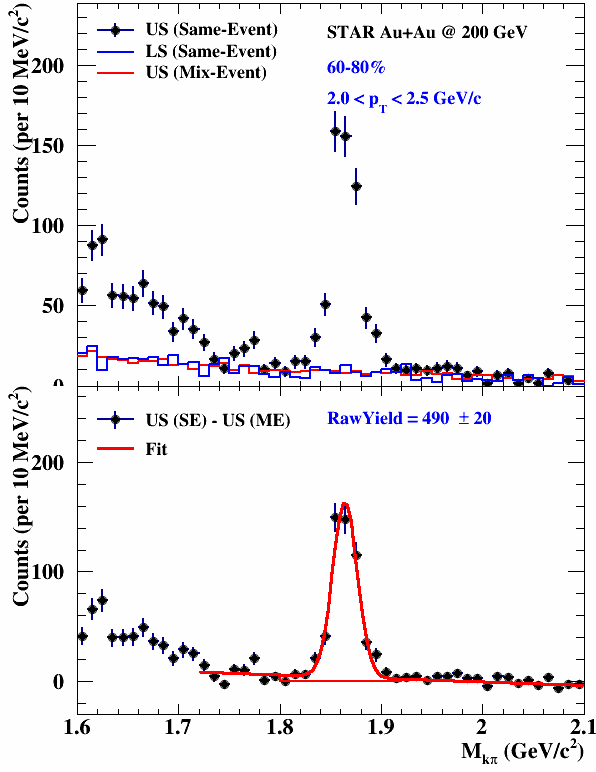 US (Same-Event)
LS (Same-Event)
US (Mix-Event)
STAR Au+Au @ 200 GeV
60-80%
2.0 < p_T < 2.5 GeV/c
Counts (per 10 MeV/c²)
200
150
100
50
0
US (SE) - US (ME)
Fit
RawYield = 490 ± 20
Counts (per 10 MeV/c²)
200
100
0
1.6 1.7 1.8 1.9 2 2.1
M_kπ (GeV/c²)